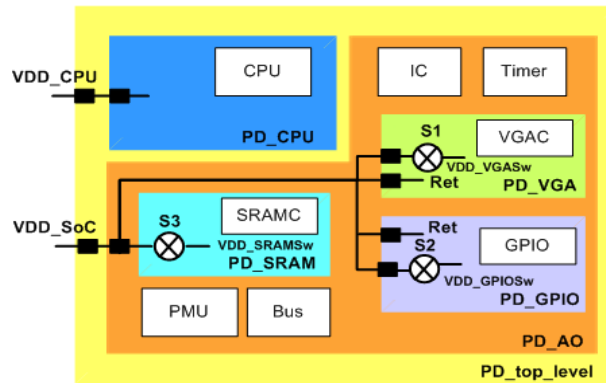 VDD_CPU
CPU
PD_CPU
IC
Timer
S1
VGAC
VDD_VGASw
Ret
PD_VGA
VDD_SoC
S3
SRAMC
VDD_SRAMSw
PD_SRAM
Ret
S2
GPIO
VDD_GPIOSw
PD_GPIO
PMU
Bus
PD_AO
PD_top_level